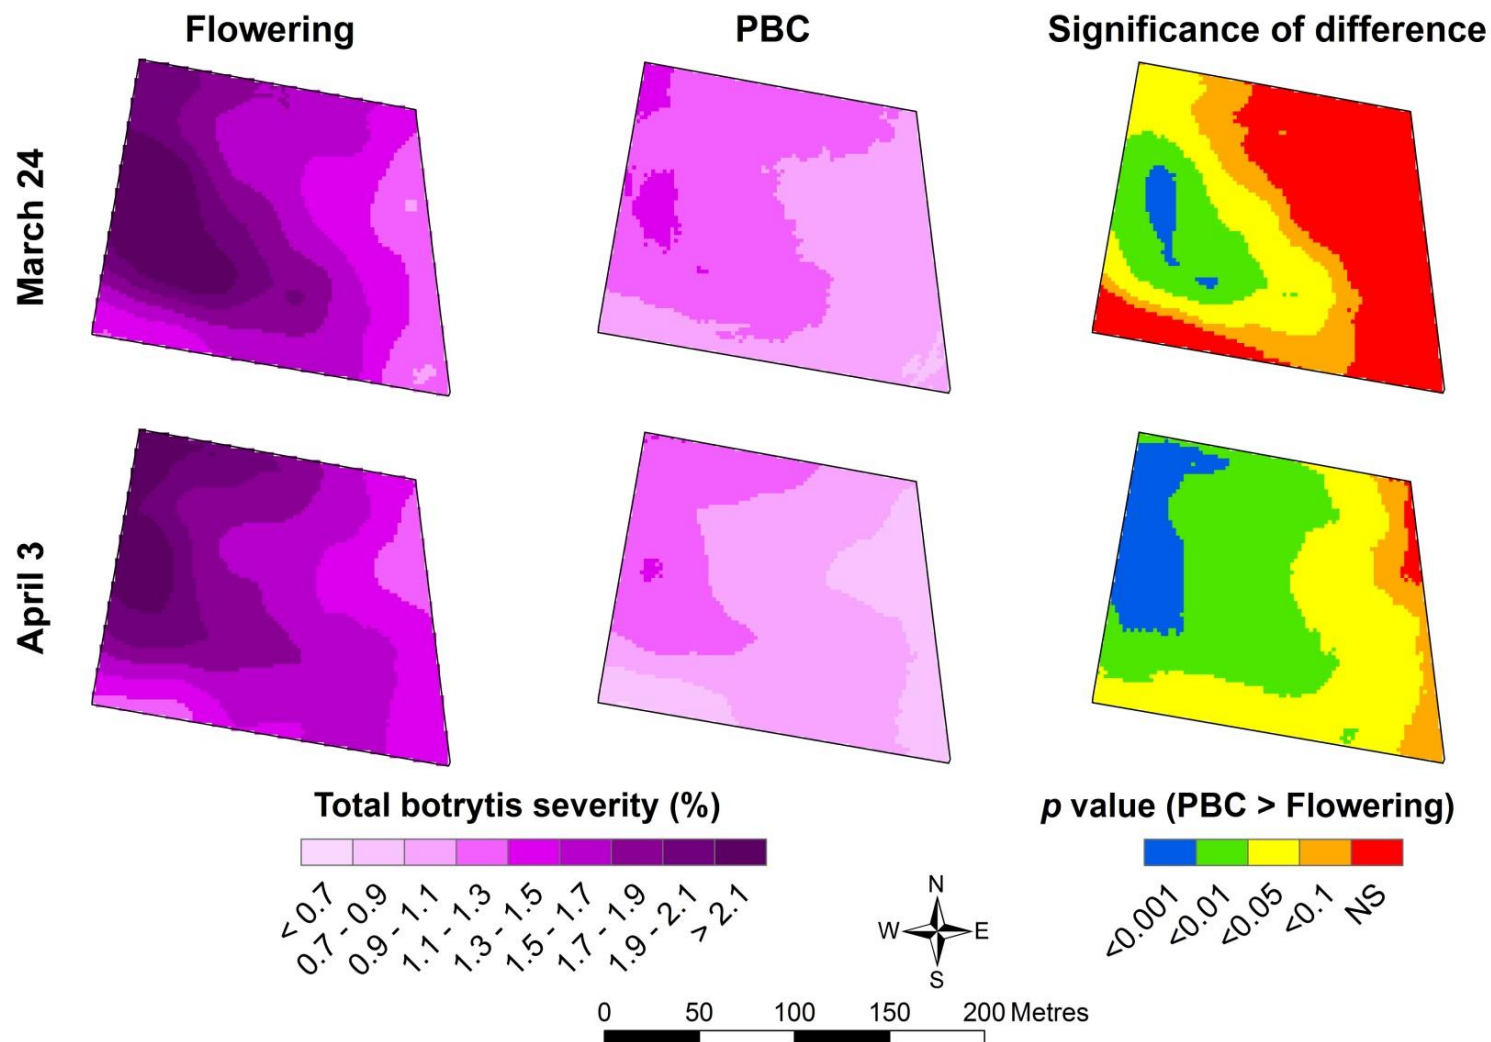 Flowering PBC Significance of difference
March 24
April 3
Total botrytis severity (%)
< 0.7
0.7 - 0.9
0.9 - 1.1
1.1 - 1.3
1.3 - 1.5
1.5 - 1.7
1.7 - 1.9
1.9 - 2.1
> 2.1
p value (PBC > Flowering)
<0.001
<0.01
<0.05
<0.1
NS
N
W E
S
0 50 100 150 200 Metres